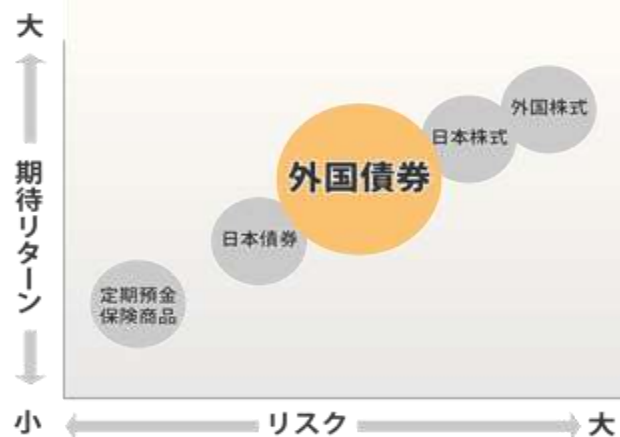 大
期待リターン
小
外国株式
日本株式
外国債券
日本債券
定期預金
保険商品
リスク
大